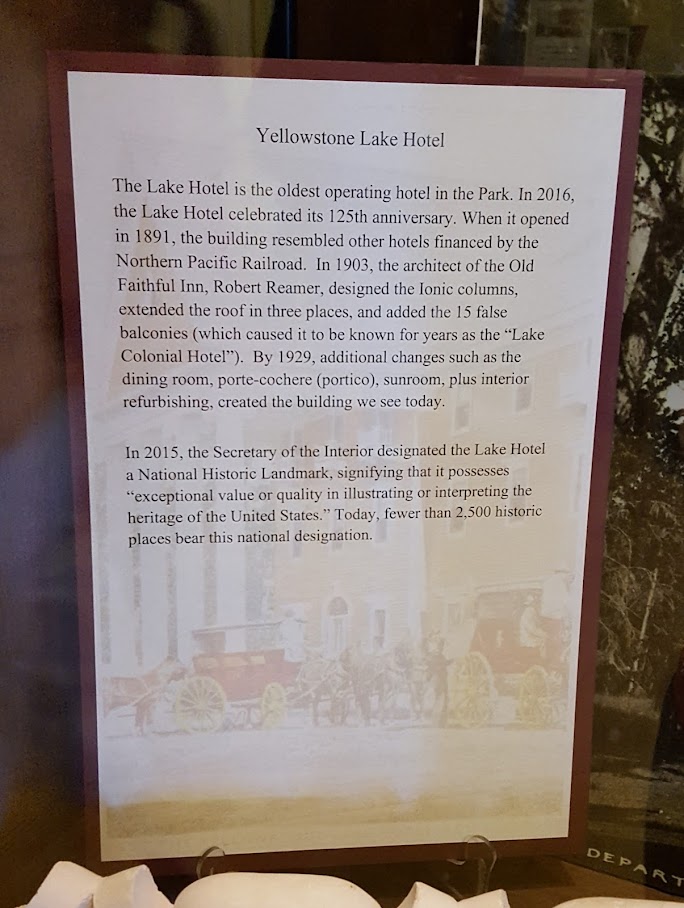 Yellowstone Lake Hotel
The Lake Hotel is the oldest operating hotel in the Park. In 2016,
the Lake Hotel celebrated its 125th anniversary. When it opened
in 1891, the building resembled other hotels financed by the
Northern Pacific Railroad.  In 1903, the architect of the Old
Faithful Inn, Robert Reamer, designed the Ionic columns,
extended the roof in three places, and added the 15 false
balconies (which caused it to be known for years as the “Lake
Colonial Hotel”).  By 1929, additional changes such as the
dining room, porte-cochere (portico), sunroom, plus interior
refurbishing, created the building we see today.
In 2015, the Secretary of the Interior designated the Lake Hotel
a National Historic Landmark, signifying that it possesses
“exceptional value or quality in illustrating or interpreting the
heritage of the United States.” Today, fewer than 2,500 historic
places bear this national designation.
DEPART